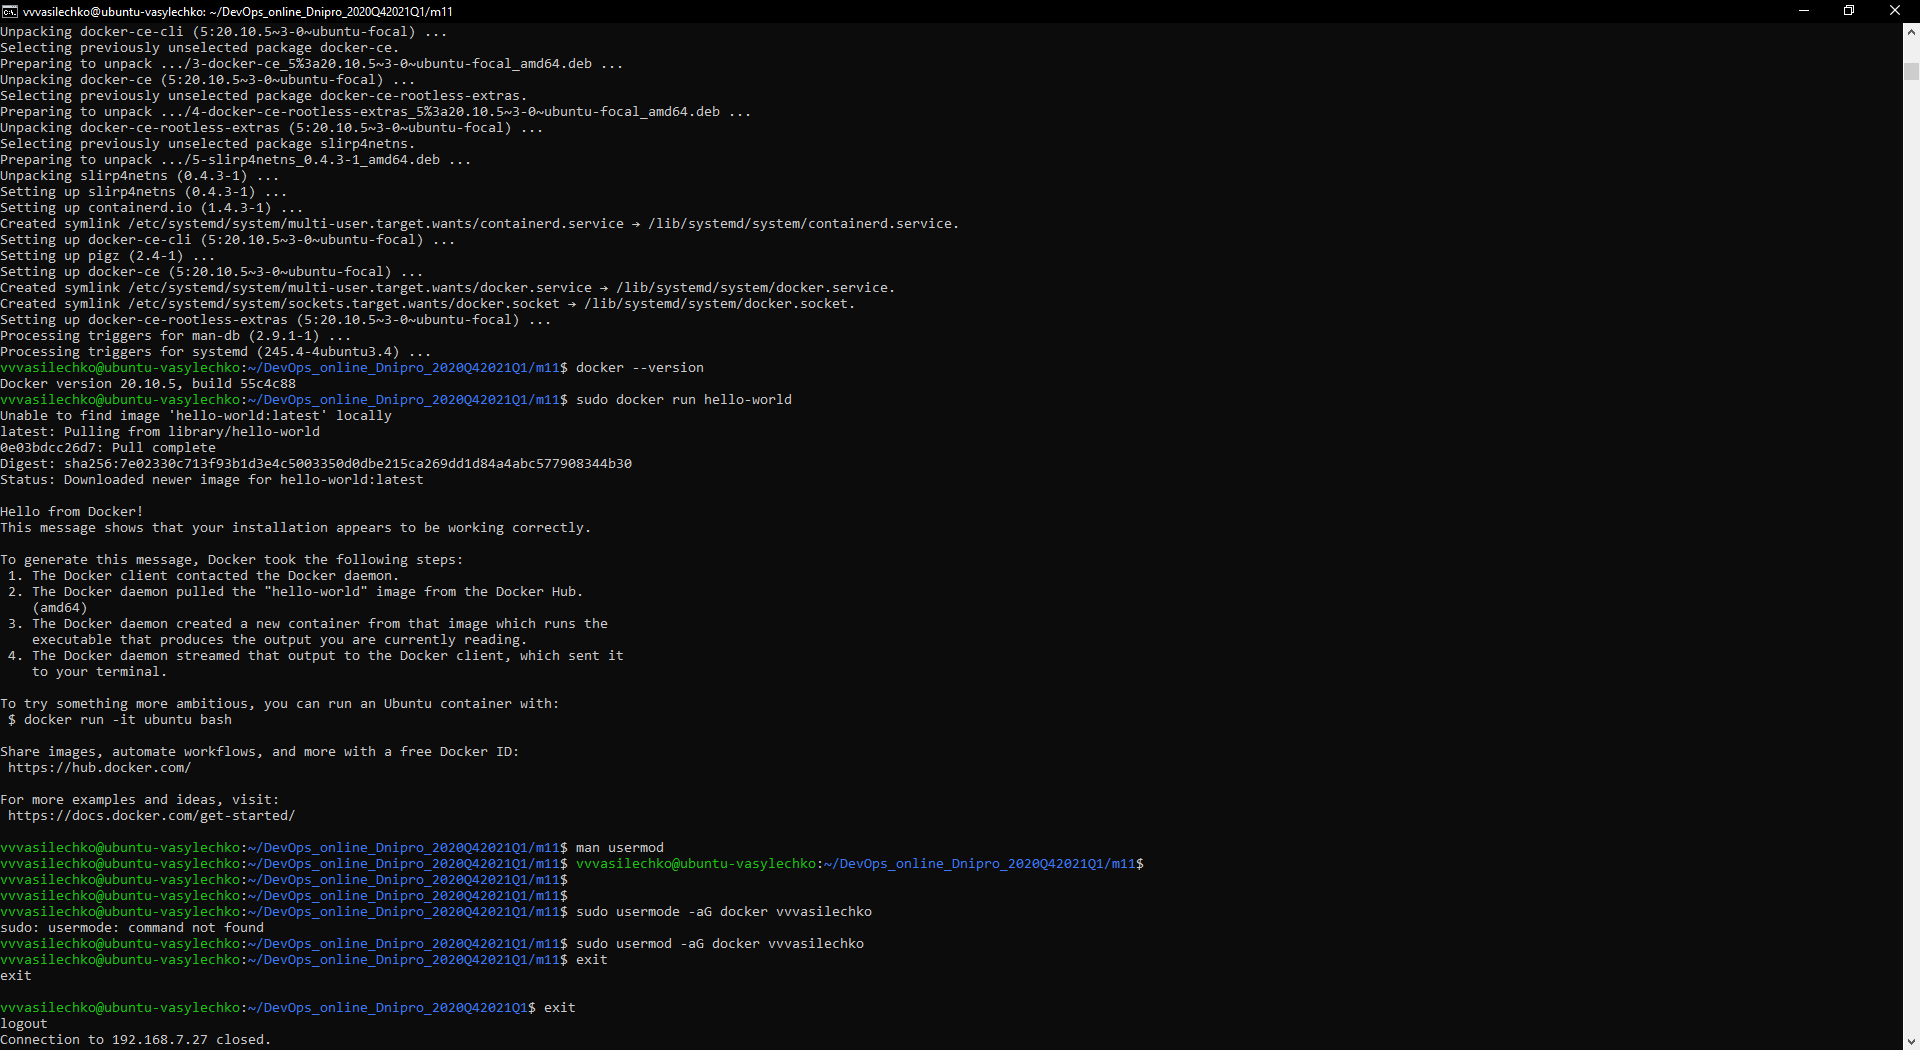 vvvasilechko@ubuntu-vasylechko: ~/DevOps_online_Dnipro_2020Q42021Q1/m11
Unpacking docker-ce-cli (5:20.10.5~3-0~ubuntu-focal) ...
Selecting previously unselected package docker-ce.
Preparing to unpack .../3-docker-ce_5%3a20.10.5~3-0~ubuntu-focal_amd64.deb ...
Unpacking docker-ce (5:20.10.5~3-0~ubuntu-focal) ...
Selecting previously unselected package docker-ce-rootless-extras.
Preparing to unpack .../4-docker-ce-rootless-extras_5%3a20.10.5~3-0~ubuntu-focal_amd64.deb ...
Unpacking docker-ce-rootless-extras (5:20.10.5~3-0~ubuntu-focal) ...
Selecting previously unselected package slirp4netns.
Preparing to unpack .../5-slirp4netns_0.4.3-1_amd64.deb ...
Unpacking slirp4netns (0.4.3-1) ...
Setting up slirp4netns (0.4.3-1) ...
Setting up containerd.io (1.4.3-1) ...
Created symlink /etc/systemd/system/multi-user.target.wants/containerd.service → /lib/systemd/system/containerd.service.
Setting up docker-ce-cli (5:20.10.5~3-0~ubuntu-focal) ...
Setting up pigz (2.4-1) ...
Setting up docker-ce (5:20.10.5~3-0~ubuntu-focal) ...
Created symlink /etc/systemd/system/multi-user.target.wants/docker.service → /lib/systemd/system/docker.service.
Created symlink /etc/systemd/system/sockets.target.wants/docker.socket → /lib/systemd/system/docker.socket.
Setting up docker-ce-rootless-extras (5:20.10.5~3-0~ubuntu-focal) ...
Processing triggers for man-db (2.9.1-1) ...
Processing triggers for systemd (245.4-4ubuntu3.4) ...
vvvasilechko@ubuntu-vasylechko:~/DevOps_online_Dnipro_2020Q42021Q1/m11$ docker --version
Docker version 20.10.5, build 55c4c88
vvvasilechko@ubuntu-vasylechko:~/DevOps_online_Dnipro_2020Q42021Q1/m11$ sudo docker run hello-world
Unable to find image 'hello-world:latest' locally
latest: Pulling from library/hello-world
0e03bdcc26d7: Pull complete
Digest: sha256:7e02330c713f93b1d3e4c5003350d0dbe215ca269dd1d84a4abc577908344b30
Status: Downloaded newer image for hello-world:latest

Hello from Docker!
This message shows that your installation appears to be working correctly.

To generate this message, Docker took the following steps:
 1. The Docker client contacted the Docker daemon.
 2. The Docker daemon pulled the "hello-world" image from the Docker Hub.
    (amd64)
 3. The Docker daemon created a new container from that image which runs the
    executable that produces the output you are currently reading.
 4. The Docker daemon streamed that output to the Docker client, which sent it
    to your terminal.

To try something more ambitious, you can run an Ubuntu container with:
 $ docker run -it ubuntu bash

Share images, automate workflows, and more with a free Docker ID:
 https://hub.docker.com/

For more examples and ideas, visit:
 https://docs.docker.com/get-started/

vvvasilechko@ubuntu-vasylechko:~/DevOps_online_Dnipro_2020Q42021Q1/m11$ man usermod
vvvasilechko@ubuntu-vasylechko:~/DevOps_online_Dnipro_2020Q42021Q1/m11$ vvvasilechko@ubuntu-vasylechko:~/DevOps_online_Dnipro_2020Q42021Q1/m11$
vvvasilechko@ubuntu-vasylechko:~/DevOps_online_Dnipro_2020Q42021Q1/m11$
vvvasilechko@ubuntu-vasylechko:~/DevOps_online_Dnipro_2020Q42021Q1/m11$
vvvasilechko@ubuntu-vasylechko:~/DevOps_online_Dnipro_2020Q42021Q1/m11$ sudo usermode -aG docker vvvasilechko
sudo: usermode: command not found
vvvasilechko@ubuntu-vasylechko:~/DevOps_online_Dnipro_2020Q42021Q1/m11$ sudo usermod -aG docker vvvasilechko
vvvasilechko@ubuntu-vasylechko:~/DevOps_online_Dnipro_2020Q42021Q1/m11$ exit
exit

vvvasilechko@ubuntu-vasylechko:~/DevOps_online_Dnipro_2020Q42021Q1$ exit
logout
Connection to 192.168.7.27 closed.